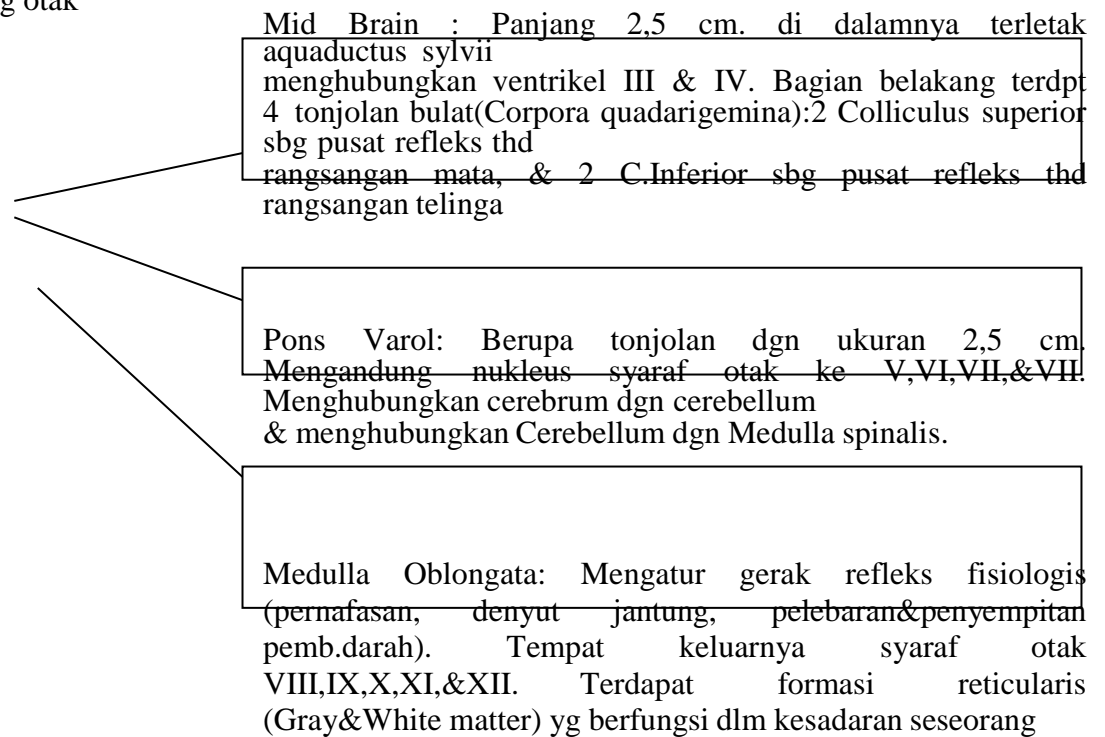 g otak
Mid Brain : Panjang 2,5 cm. di dalamnya terletak
aquaductus sylvii
menghubungkan ventrikel III & IV. Bagian belakang terdpt
4 tonjolan bulat(Corpora quadarigemina):2 Colliculus superior
sbg pusat refleks thd
rangsangan mata, & 2 C.Inferior sbg pusat refleks thd
rangsangan telinga
Pons Varol: Berupa tonjolan dgn ukuran 2,5 cm.
Mengandung nukleus syaraf otak ke V,VI,VII,&VII.
Menghubungkan cerebrum dgn cerebellum
& menghubungkan Cerebellum dgn Medulla spinalis.
Medulla Oblongata: Mengatur gerak refleks fisiologis
(pernafasan, denyut jantung, pelebaran&penyempitan
pemb.darah). Tempat keluarnya syaraf otak
VIII,IX,X,XI,&XII. Terdapat formasi reticularis
(Gray&White matter) yg berfungsi dlm kesadaran seseorang